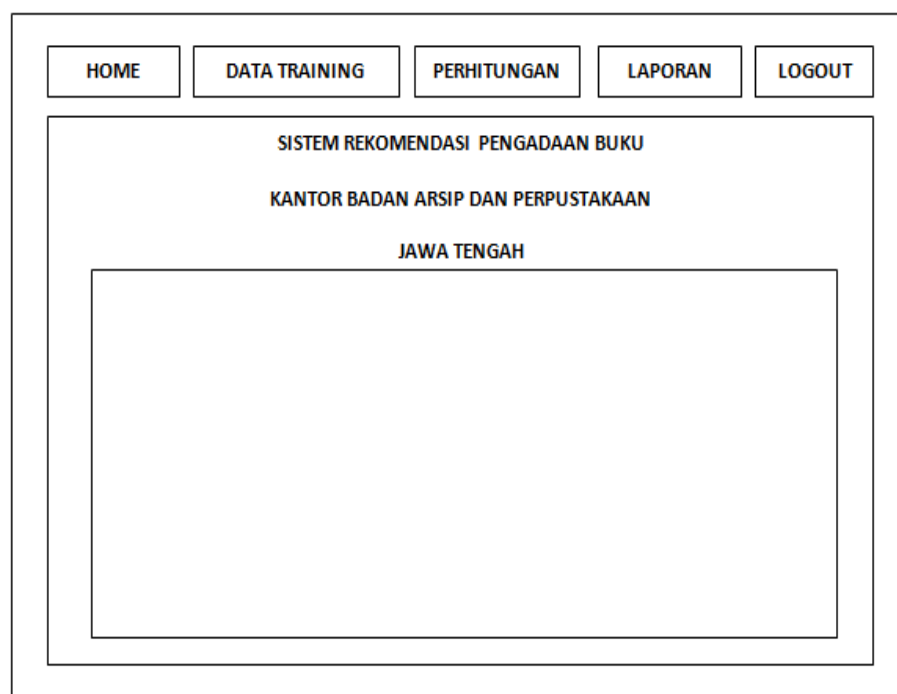 HOME DATA TRAINING PERHITUNGAN LAPORAN LOGOUT
SISTEM REKOMENDASI PENGADAAN BUKU
KANTOR BADAN ARSIP DAN PERPUSTAKAAN
JAWA TENGAH